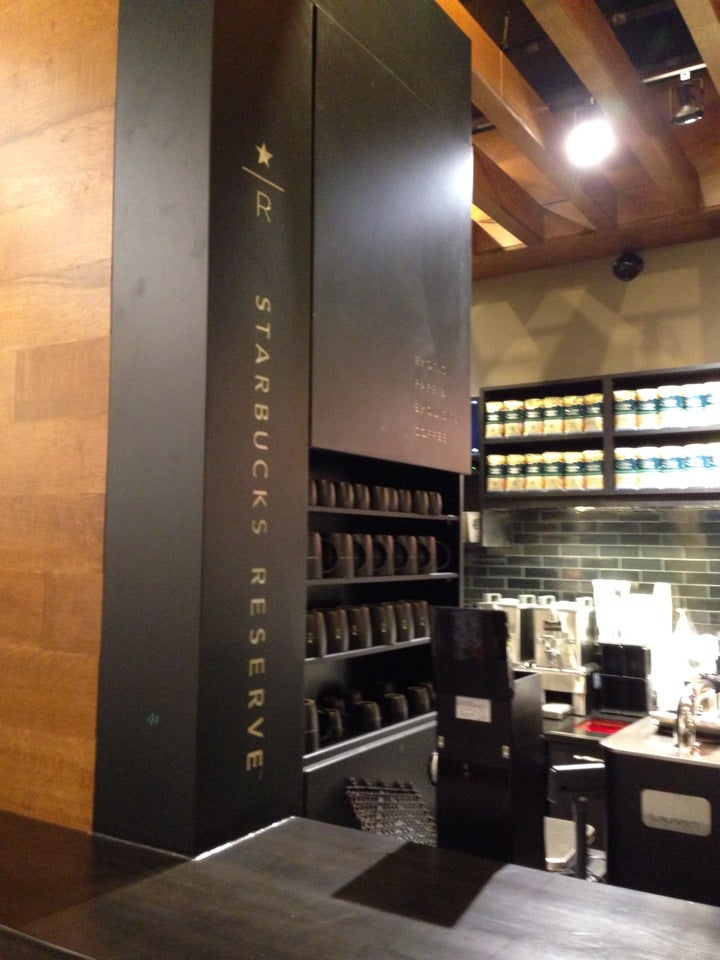 R
STARBUCKS RESERVE
EXOTIC
RARE &
EXQUISITE
COFFEE